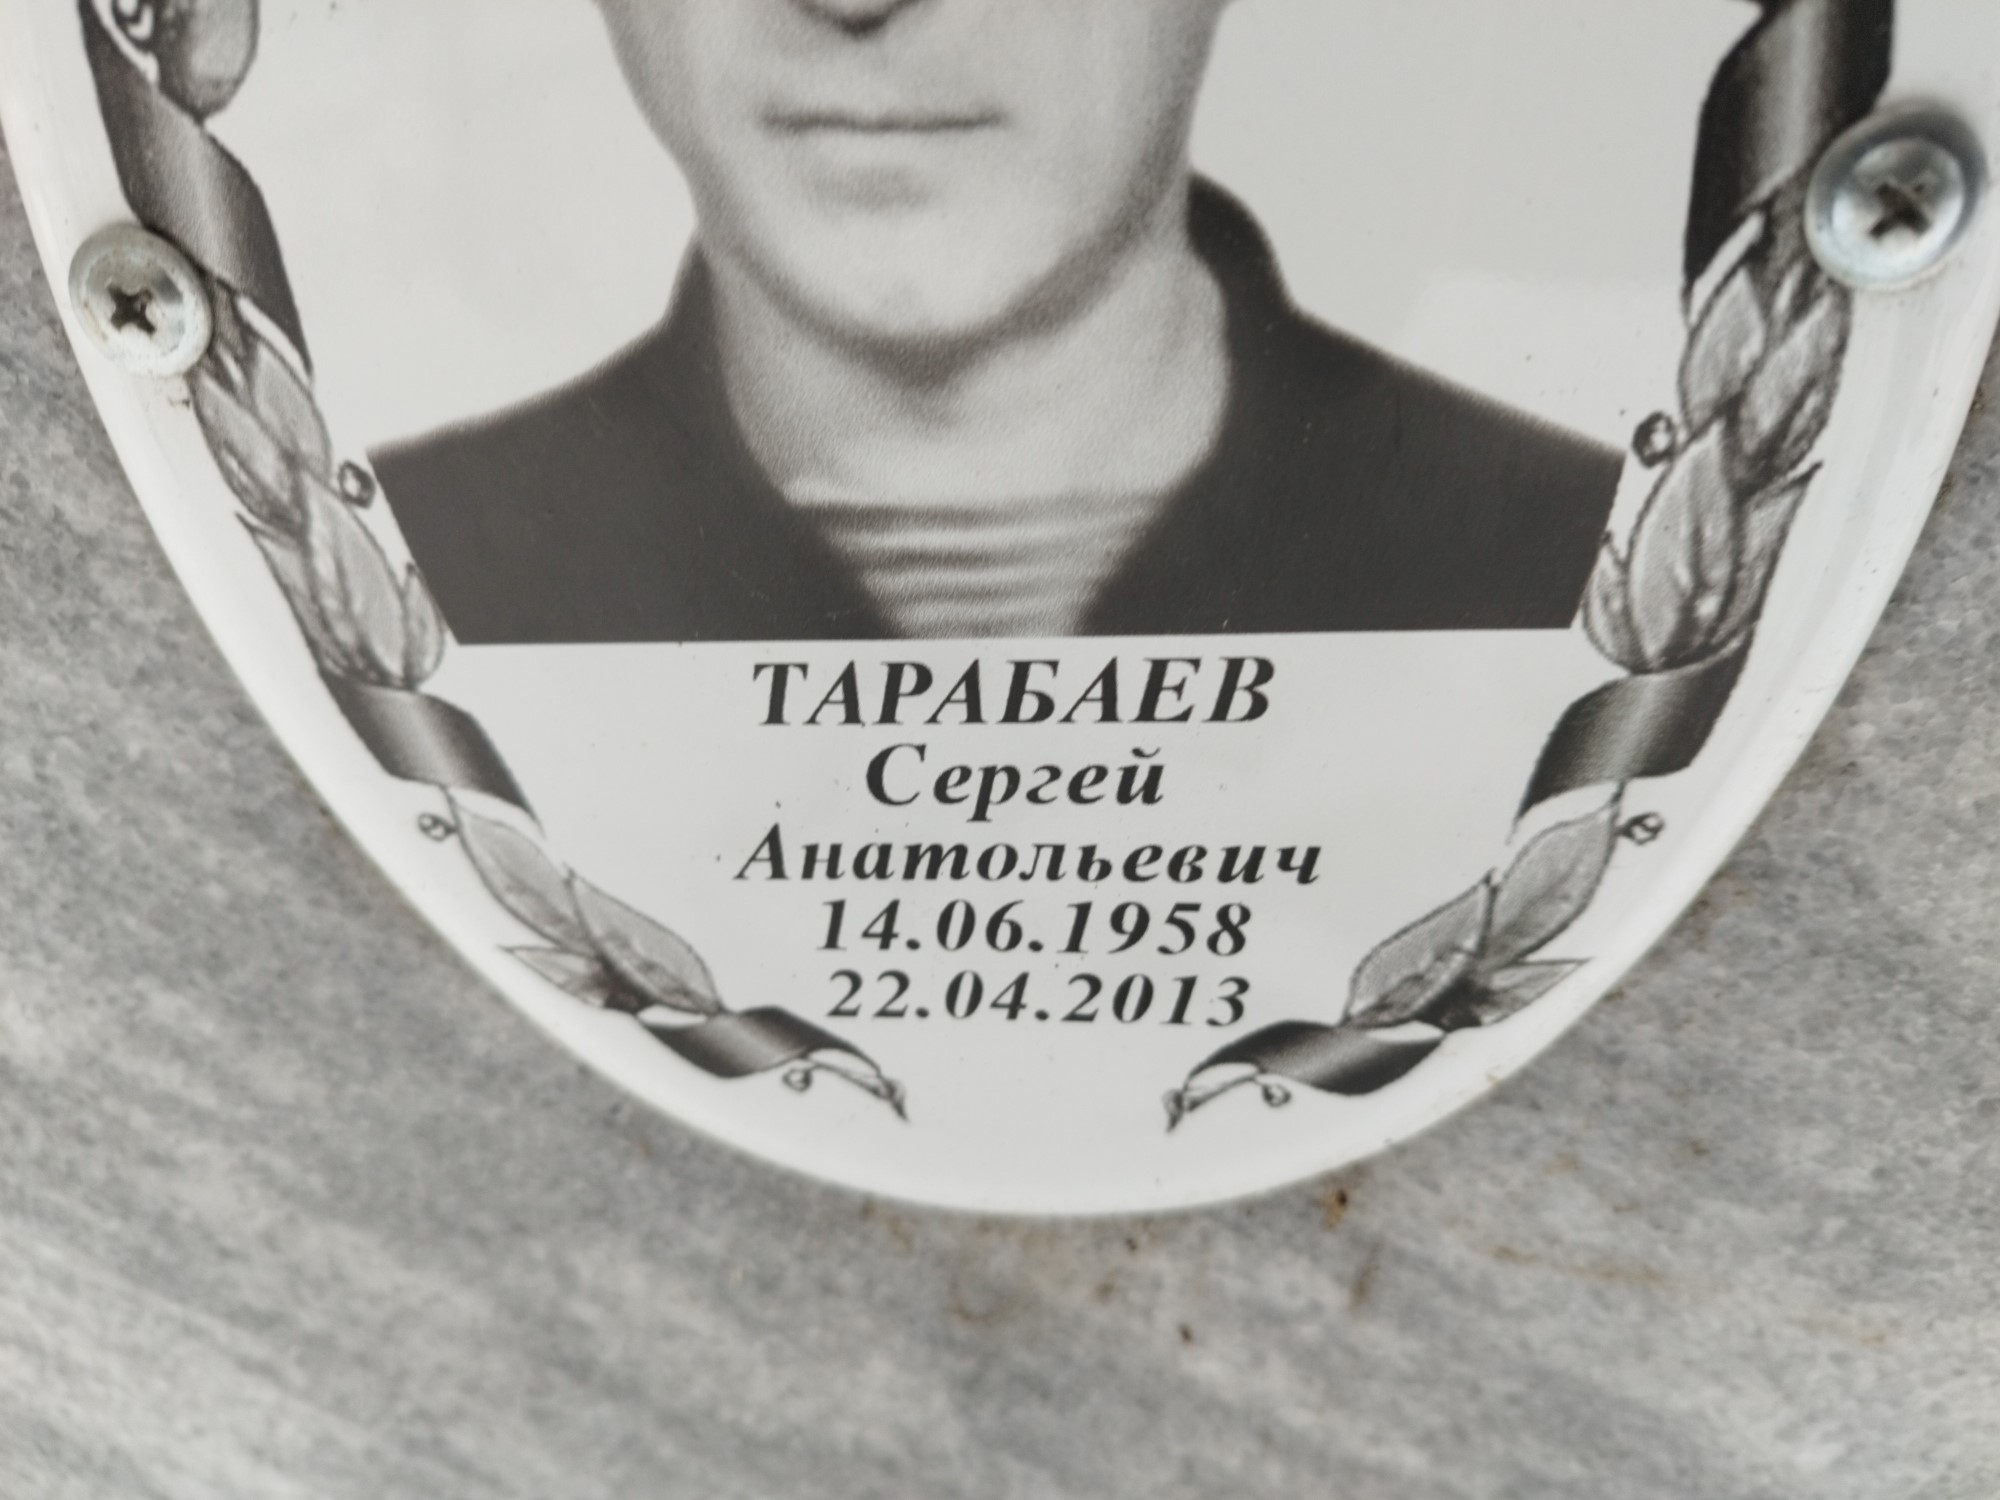 ТАРАБАЕВ
Сергей
Анатольевич
14.06.1958
22.04.2013